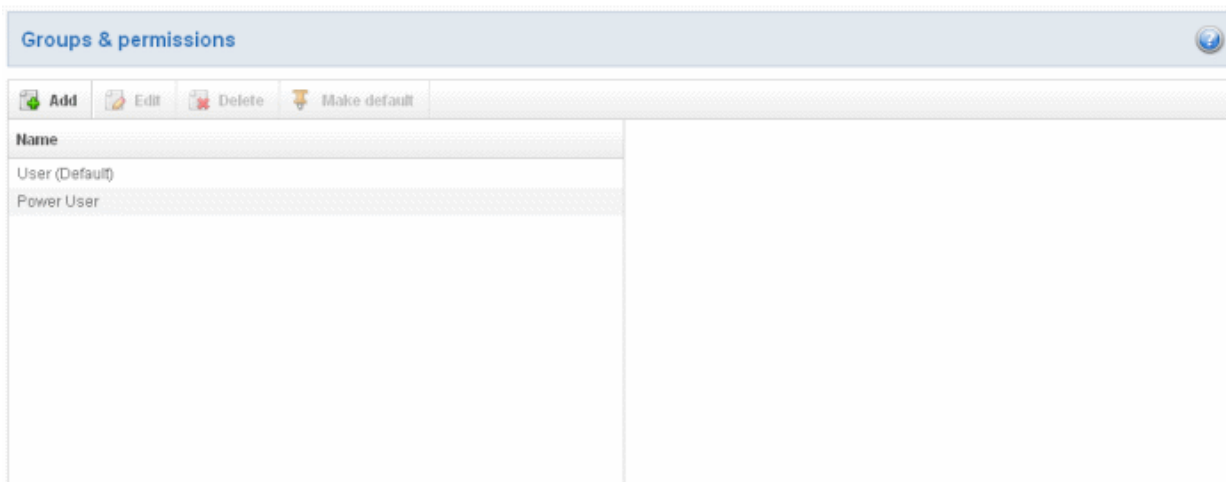 Groups & permissions
Add Edit Delete Make default
Name
User (Default)
Power User